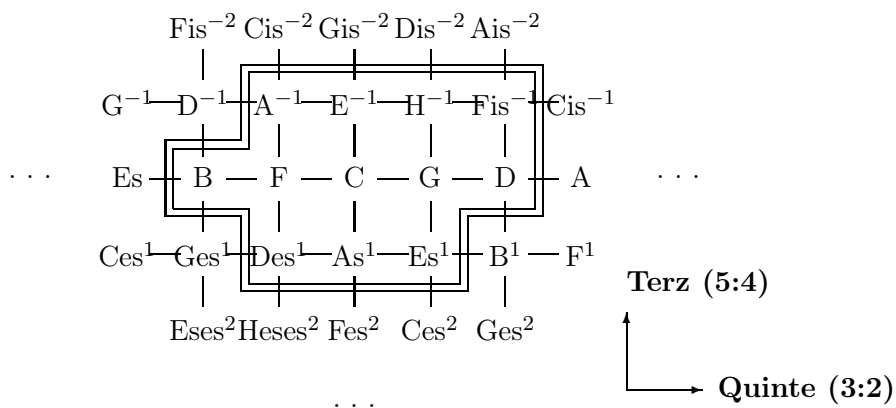 Fis⁻² Cis⁻² Gis⁻² Dis⁻² Ais⁻²
G⁻¹ D⁻¹ A⁻¹ E⁻¹ H⁻¹ Fis⁻¹ Cis⁻¹
· · · Es B F C G D A · · ·
Ces¹ Ges¹ Des¹ As¹ Es¹ B¹ F¹
Terz (5:4)
Eses² Heses² Fes² Ces² Ges²
Quinte (3:2)
· · ·